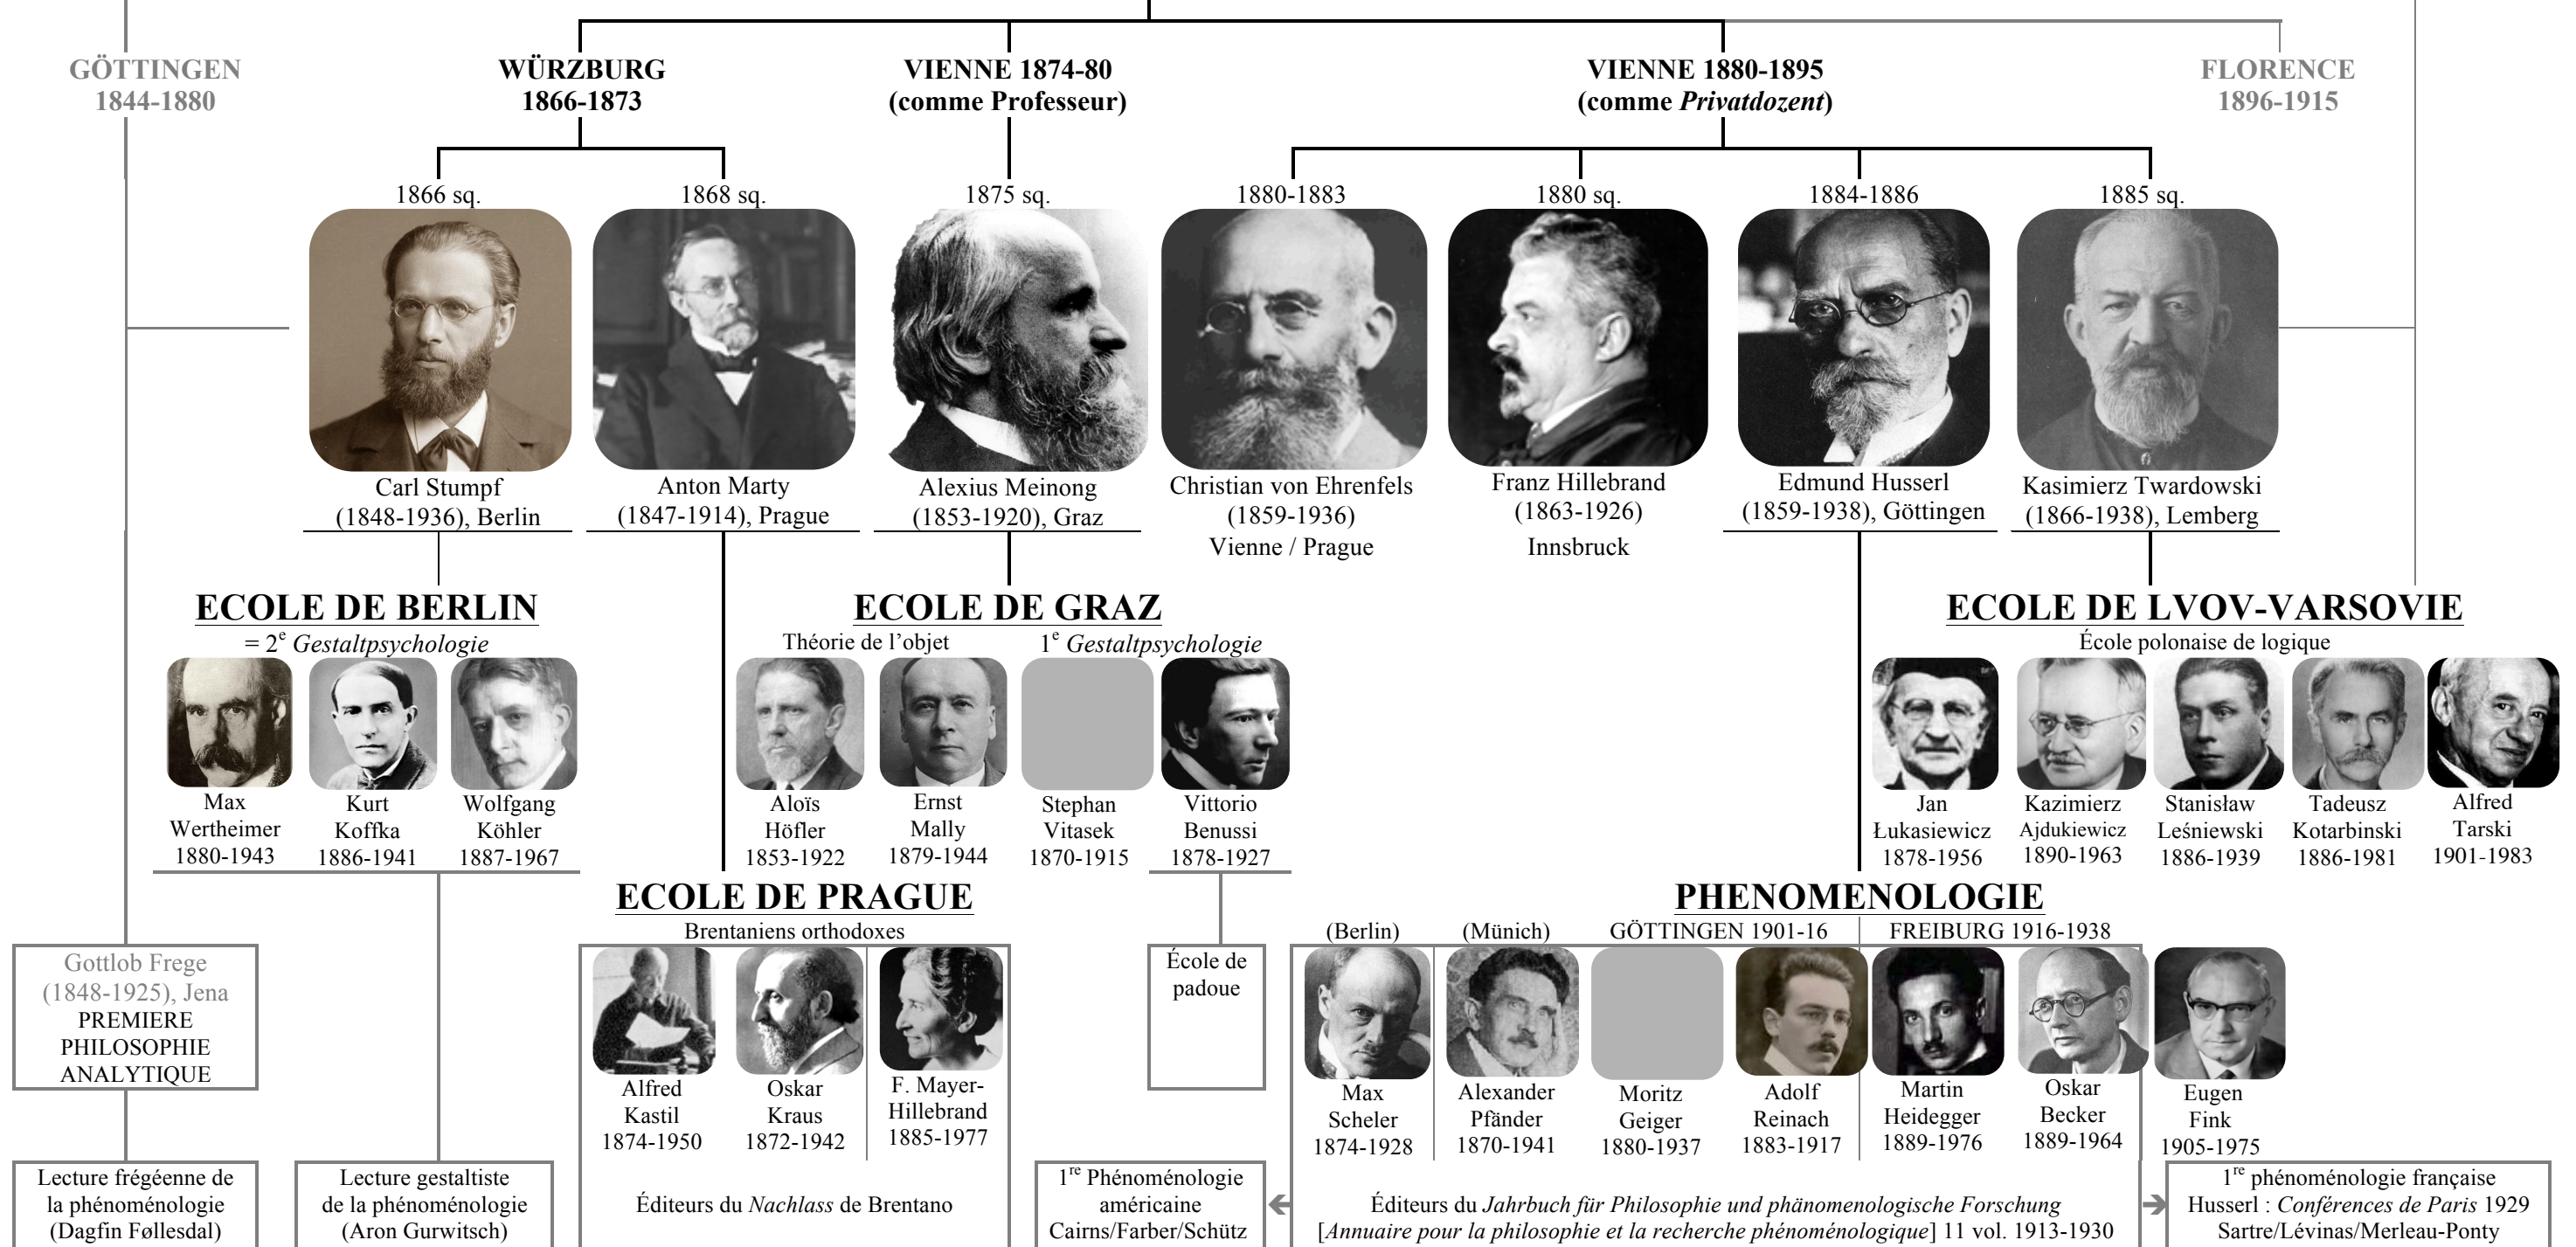 GÖTTINGEN
1844-1880
WÜRZBURG
1866-1873
VIENNE 1874-80
(comme Professeur)
VIENNE 1880-1895
(comme Privatdozent)
FLORENCE
1896-1915
1866 sq.
1868 sq.
1875 sq.
1880-1883
1880 sq.
1884-1886
1885 sq.
Carl Stumpf
(1848-1936), Berlin
Anton Marty
(1847-1914), Prague
Alexius Meinong
(1853-1920), Graz
Christian von Ehrenfels
(1859-1936)
Vienne / Prague
Franz Hillebrand
(1863-1926)
Innsbruck
Edmund Husserl
(1859-1938), Göttingen
Kasimierz Twardowski
(1866-1938), Lemberg
ECOLE DE BERLIN
= 2e Gestaltpsychologie
Max
Wertheimer
1880-1943
Kurt
Koffka
1886-1941
Wolfgang
Köhler
1887-1967
ECOLE DE GRAZ
Théorie de l’objet
1e Gestaltpsychologie
Aloïs
Höfler
1853-1922
Ernst
Mally
1879-1944
Stephan
Vitasek
1870-1915
Vittorio
Benussi
1878-1927
ECOLE DE LVOV-VARSOVIE
École polonaise de logique
Jan
Łukasiewicz
1878-1956
Kazimierz
Ajdukiewicz
1890-1963
Stanisław
Leśniewski
1886-1939
Tadeusz
Kotarbinski
1886-1981
Alfred
Tarski
1901-1983
ECOLE DE PRAGUE
Brentaniens orthodoxes
Alfred
Kastil
1874-1950
Oskar
Kraus
1872-1942
F. Mayer-
Hillebrand
1885-1977
Éditeurs du Nachlass de Brentano
École de
padoue
PHENOMENOLOGIE
(Berlin)
(Münich)
GÖTTINGEN 1901-16
FREIBURG 1916-1938
Max
Scheler
1874-1928
Alexander
Pfänder
1870-1941
Moritz
Geiger
1880-1937
Adolf
Reinach
1883-1917
Martin
Heidegger
1889-1976
Oskar
Becker
1889-1964
Eugen
Fink
1905-1975
Éditeurs du Jahrbuch für Philosophie und phänomenologische Forschung
[Annuaire pour la philosophie et la recherche phénoménologique] 11 vol. 1913-1930
Gottlob Frege
(1848-1925), Jena
PREMIERE
PHILOSOPHIE
ANALYTIQUE
Lecture frégéenne de
la phénoménologie
(Dagfin Føllesdal)
Lecture gestaltiste
de la phénoménologie
(Aron Gurwitsch)
1re Phénoménologie
américaine
Cairns/Farber/Schütz
1re phénoménologie française
Husserl : Conférences de Paris 1929
Sartre/Lévinas/Merleau-Ponty